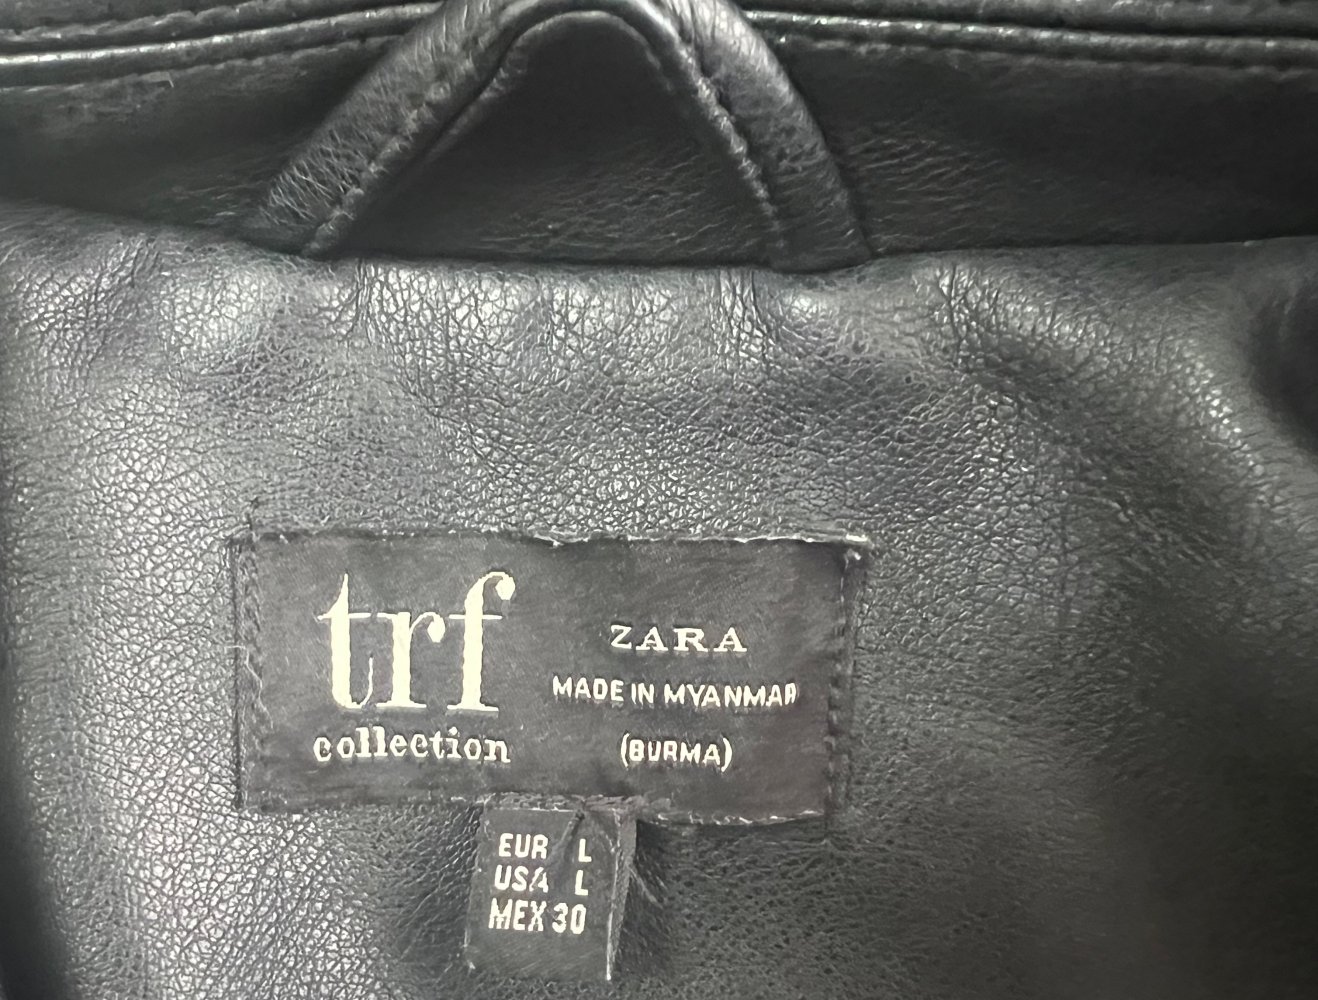 trf
collection
ZARA
MADE IN MYANMAR
(BURMA)
EUR L
USA L
MEX 30